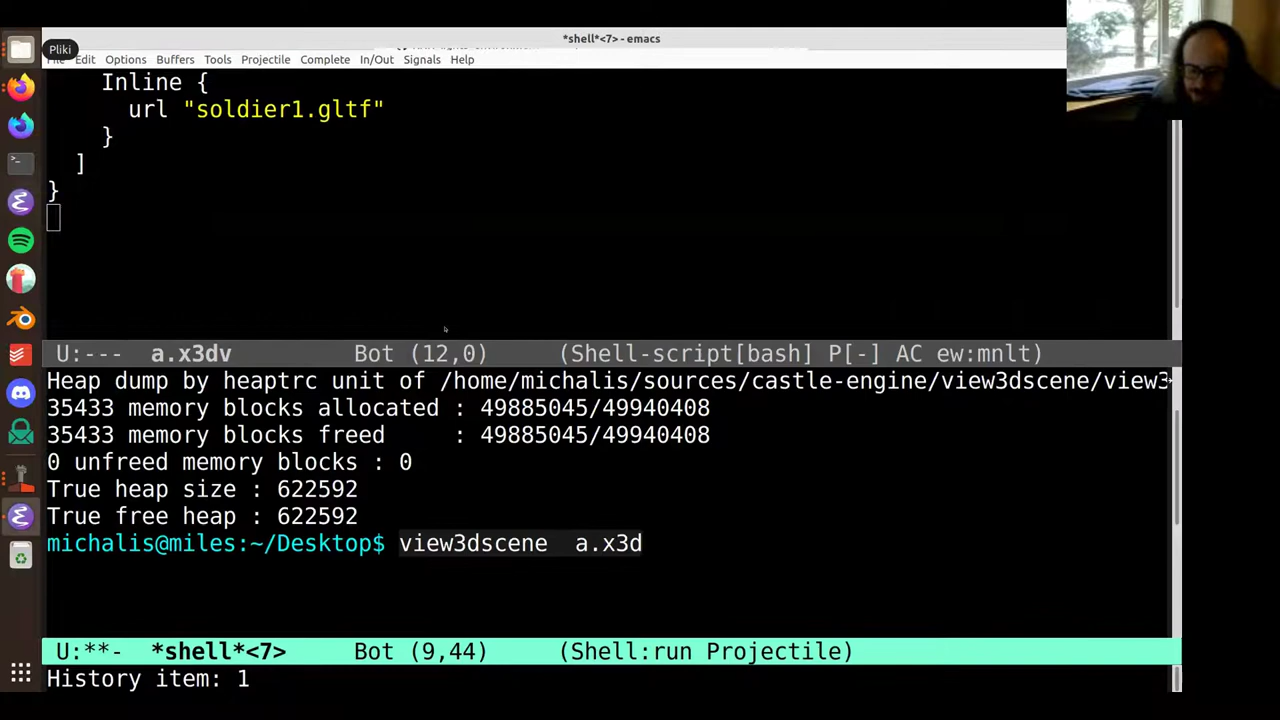 *shell*<7> - emacs
Pliki
Edit Options Buffers Tools Projectile Complete In/Out Signals Help
Inline {
url "soldier1.gltf"
}
]
}
U:--- a.x3dv Bot (12,0) (Shell-script[bash] P[-] AC ew:mnlt)
Heap dump by heaptrc unit of /home/michalis/sources/castle-engine/view3dscene/view3
35433 memory blocks allocated : 49885045/49940408
35433 memory blocks freed : 49885045/49940408
0 unfreed memory blocks : 0
True heap size : 622592
True free heap : 622592
michalis@miles:~/Desktop$ view3dscene a.x3d
U:**- *shell*<7> Bot (9,44) (Shell:run Projectile)
History item: 1